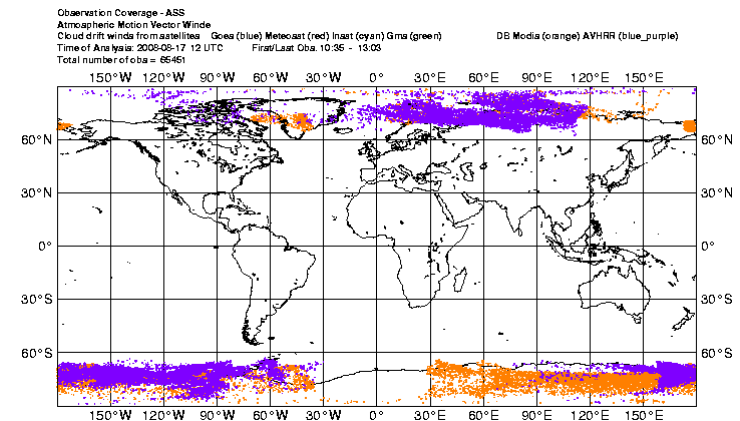 Observation Coverage - ASS
Atmospheric Motion Vector Winds
Cloud drift winds from satellites Goes (blue) Meteosat (red) Insat (cyan) Gms (green) DB Modis (orange) AVHRR (blue_purple)
Time of Analysis: 2008-08-17 12 UTC First/Last Obs. 10:35 - 13:03
Total number of obs = 65451
150°W 120°W 90°W 60°W 30°W 0° 30°E 60°E 90°E 120°E 150°E
60°N 60°N
30°N 30°N
0° 0°
30°S 30°S
60°S 60°S
150°W 120°W 90°W 60°W 30°W 0° 30°E 60°E 90°E 120°E 150°E